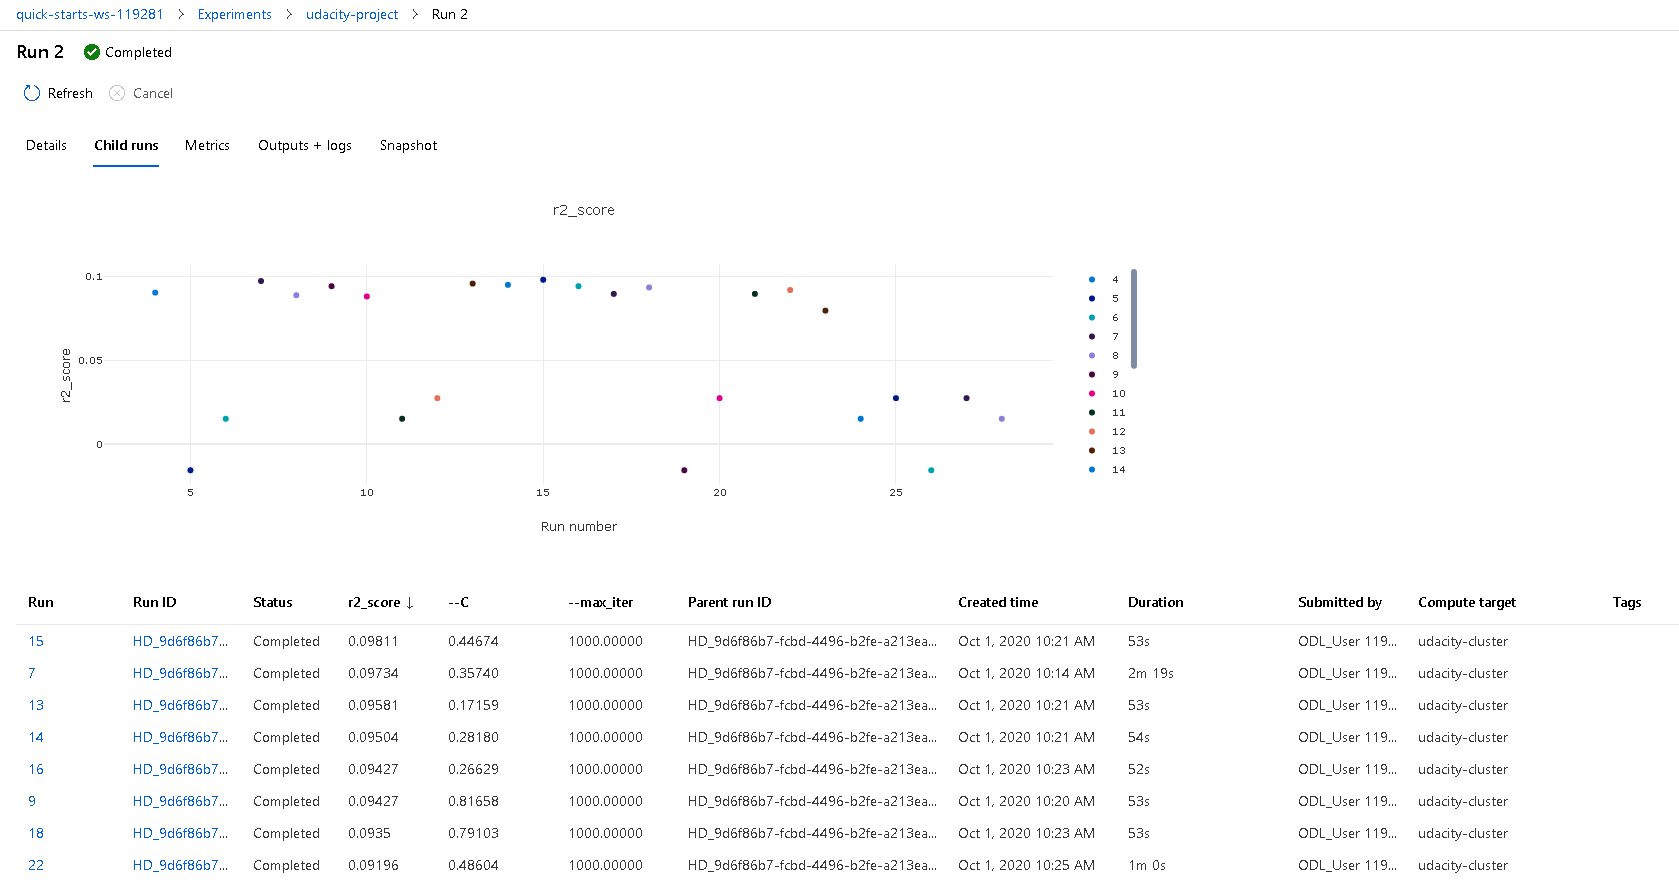 quick-starts-ws-119281 > Experiments > udacity-project > Run 2
Run 2 Completed
Refresh Cancel
Details Child runs Metrics Outputs + logs Snapshot
r2_score
0.1
0.05
0
r2_score
5 10 15 20 25
Run number
4
5
6
7
8
9
10
11
12
13
14
Run Run ID Status r2_score ↓ --C --max_iter Parent run ID Created time Duration Submitted by Compute target Tags
15 HD_9d6f86b7... Completed 0.09811 0.44674 1000.00000 HD_9d6f86b7-fcbd-4496-b2fe-a213ea... Oct 1, 2020 10:21 AM 53s ODL_User 119... udacity-cluster
7 HD_9d6f86b7... Completed 0.09734 0.35740 1000.00000 HD_9d6f86b7-fcbd-4496-b2fe-a213ea... Oct 1, 2020 10:14 AM 2m 19s ODL_User 119... udacity-cluster
13 HD_9d6f86b7... Completed 0.09581 0.17159 1000.00000 HD_9d6f86b7-fcbd-4496-b2fe-a213ea... Oct 1, 2020 10:21 AM 53s ODL_User 119... udacity-cluster
14 HD_9d6f86b7... Completed 0.09504 0.28180 1000.00000 HD_9d6f86b7-fcbd-4496-b2fe-a213ea... Oct 1, 2020 10:21 AM 54s ODL_User 119... udacity-cluster
16 HD_9d6f86b7... Completed 0.09427 0.26629 1000.00000 HD_9d6f86b7-fcbd-4496-b2fe-a213ea... Oct 1, 2020 10:23 AM 52s ODL_User 119... udacity-cluster
9 HD_9d6f86b7... Completed 0.09427 0.81658 1000.00000 HD_9d6f86b7-fcbd-4496-b2fe-a213ea... Oct 1, 2020 10:20 AM 53s ODL_User 119... udacity-cluster
18 HD_9d6f86b7... Completed 0.0935 0.79103 1000.00000 HD_9d6f86b7-fcbd-4496-b2fe-a213ea... Oct 1, 2020 10:23 AM 53s ODL_User 119... udacity-cluster
22 HD_9d6f86b7... Completed 0.09196 0.48604 1000.00000 HD_9d6f86b7-fcbd-4496-b2fe-a213ea... Oct 1, 2020 10:25 AM 1m 0s ODL_User 119... udacity-cluster